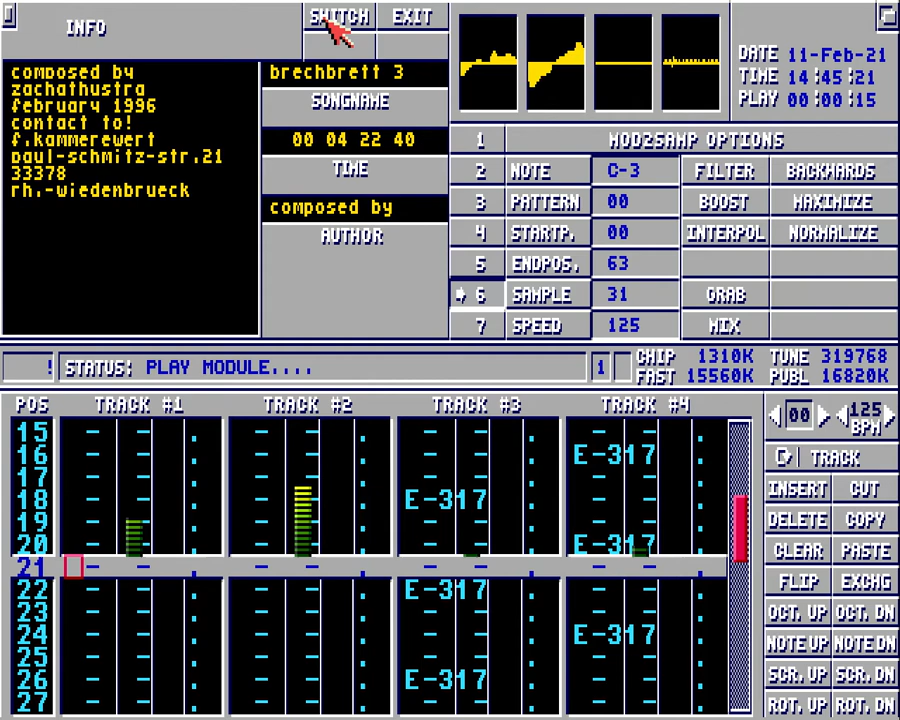 INFO
SWITCH EXIT
composed by
zachathustra
february 1996
contact to!
f.kammerewert
paul-schmitz-str.21
33378
rh.-wiedenbrueck
brechbrett 3
SONGNAME
00 04 22 40
TIME
composed by
AUTHOR
DATE 11-Feb-21
TIME 14:45:21
PLAY 00:00:15
1 MOD2SAMP OPTIONS
2 NOTE C-3 FILTER BACKWARDS
3 PATTERN 00 BOOST MAXIMIZE
4 STARTP. 00 INTERPOL NORMALIZE
5 ENDPOS. 63
6 SAMPLE 31 GRAB
7 SPEED 125 MIX
! STATUS: PLAY MODULE.... 1
CHIP 1310K TUNE 319768
FAST 15560K PUBL 16820K
POS TRACK #1 TRACK #2 TRACK #3 TRACK #4
15 - - . - - . - - . - - .
16 - - . - - . - - . E-317 .
17 - - . - - . - - . - - .
18 - - . - - . E-317 . - - .
19 - - . - - . - - . - - .
20 - - . - - . - - . E-317 .
21 - - . - - . - - . - - .
22 - - . - - . E-317 . - - .
23 - - . - - . - - . - - .
24 - - . - - . - - . E-317 .
25 - - . - - . - - . - - .
26 - - . - - . E-317 . - - .
27 - - . - - . - - . - - .
00 125 BPM
TRACK
INSERT CUT
DELETE COPY
CLEAR PASTE
FLIP EXCHG
OCT. UP OCT. DN
NOTE UP NOTE DN
SCR. UP SCR. DN
ROT. UP ROT. DN